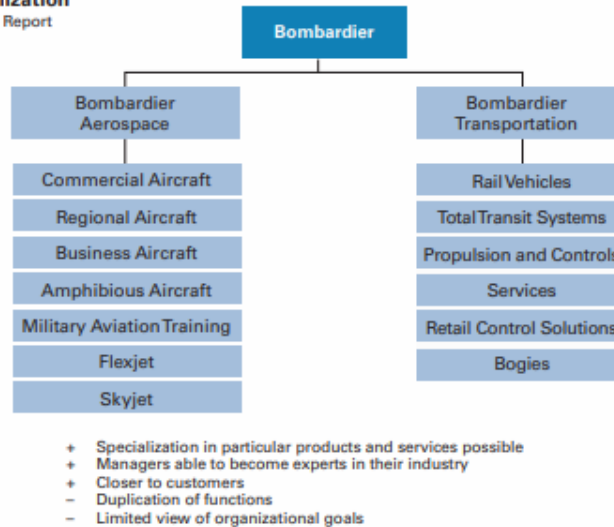 Report
Bombardier
Bombardier
Aerospace
Commercial Aircraft
Regional Aircraft
Business Aircraft
Amphibious Aircraft
Military Aviation Training
Flexjet
Skyjet
Bombardier
Transportation
Rail Vehicles
Total Transit Systems
Propulsion and Controls
Services
Retail Control Solutions
Bogies
+ Specialization in particular products and services possible
+ Managers able to become experts in their industry
+ Closer to customers
– Duplication of functions
– Limited view of organizational goals